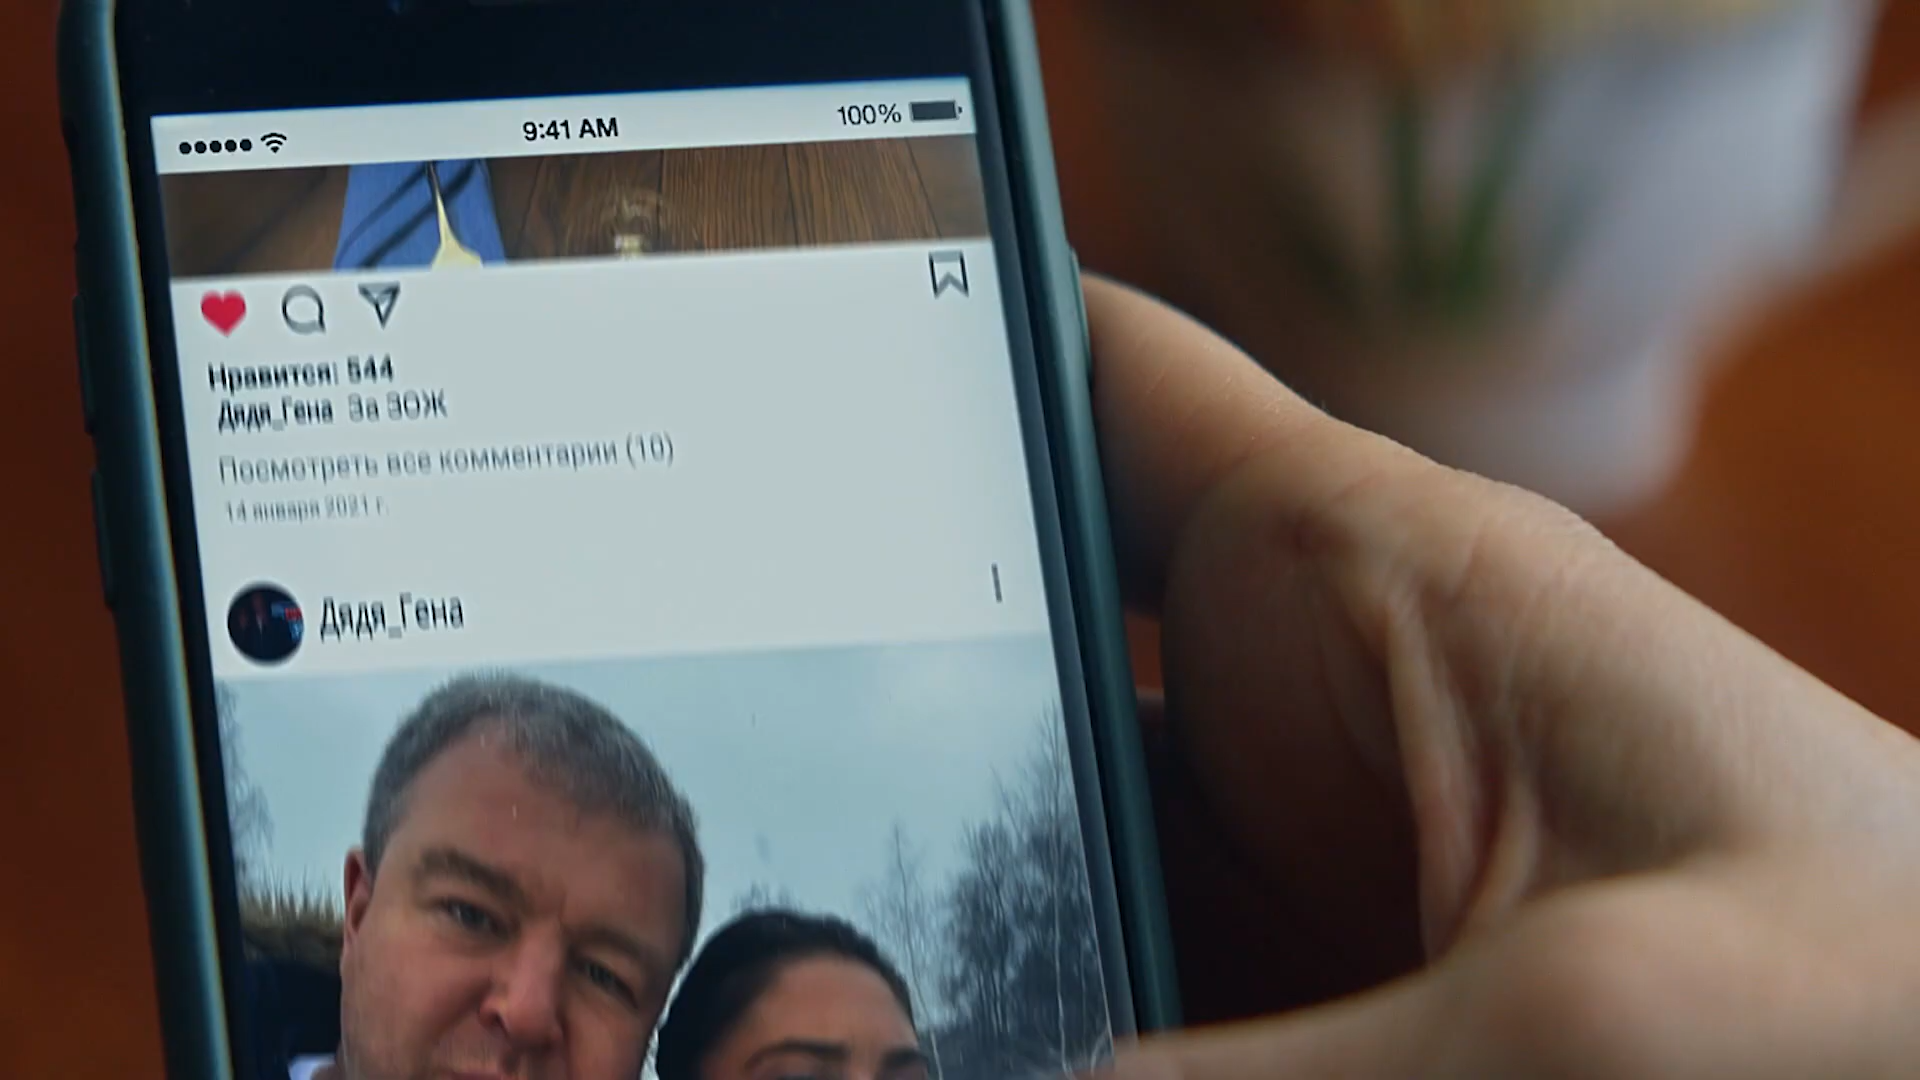 9:41 AM
100%
Нравится: 544
Дядя_Гена За ЗОЖ
Посмотреть все комментарии (10)
14 января 2021 г.
Дядя_Гена